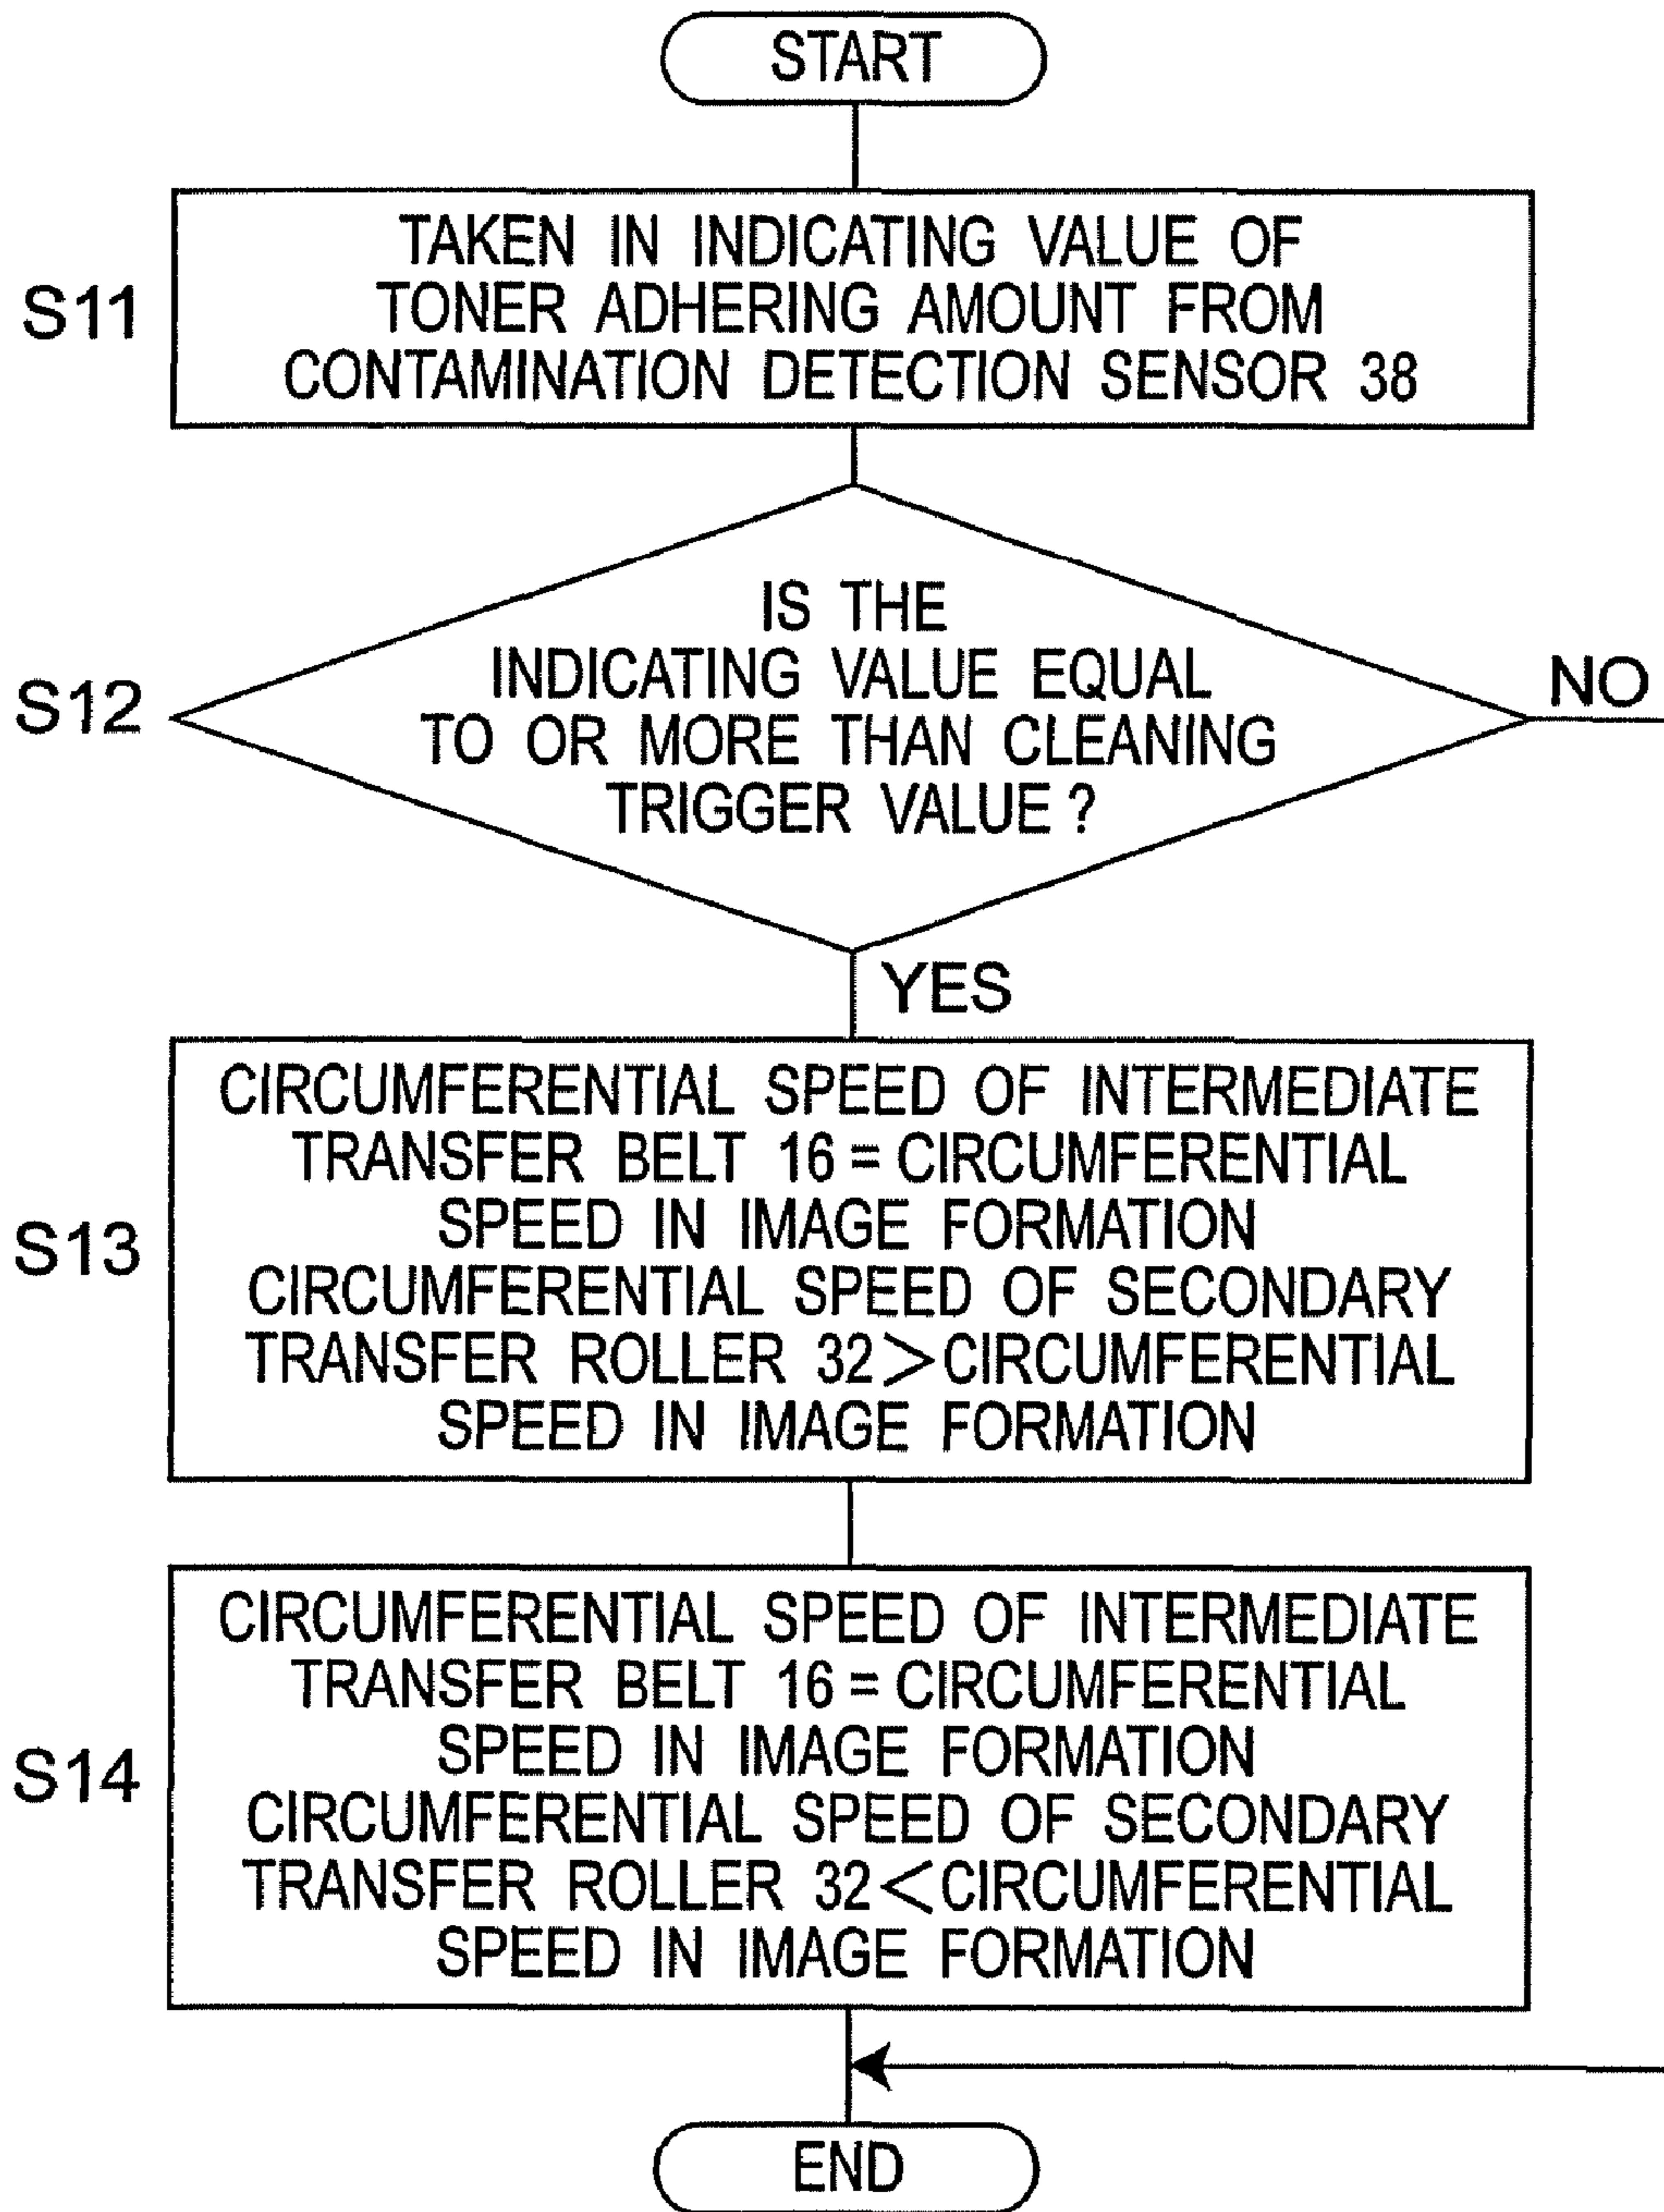 START
S11
TAKEN IN INDICATING VALUE OF
TONER ADHERING AMOUNT FROM
CONTAMINATION DETECTION SENSOR 38
S12
IS THE
INDICATING VALUE EQUAL
TO OR MORE THAN CLEANING
TRIGGER VALUE?
NO
YES
S13
CIRCUMFERENTIAL SPEED OF INTERMEDIATE
TRANSFER BELT 16 = CIRCUMFERENTIAL
SPEED IN IMAGE FORMATION
CIRCUMFERENTIAL SPEED OF SECONDARY
TRANSFER ROLLER 32>CIRCUMFERENTIAL
SPEED IN IMAGE FORMATION
S14
CIRCUMFERENTIAL SPEED OF INTERMEDIATE
TRANSFER BELT 16 = CIRCUMFERENTIAL
SPEED IN IMAGE FORMATION
CIRCUMFERENTIAL SPEED OF SECONDARY
TRANSFER ROLLER 32<CIRCUMFERENTIAL
SPEED IN IMAGE FORMATION
END